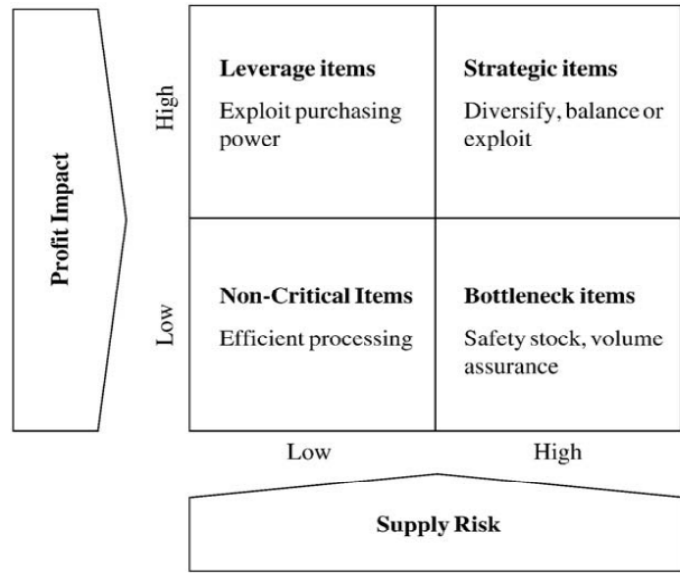 Profit Impact
High
Low
Leverage items
Exploit purchasing
power
Strategic items
Diversify, balance or
exploit
Non-Critical Items
Efficient processing
Bottleneck items
Safety stock, volume
assurance
Low
High
Supply Risk